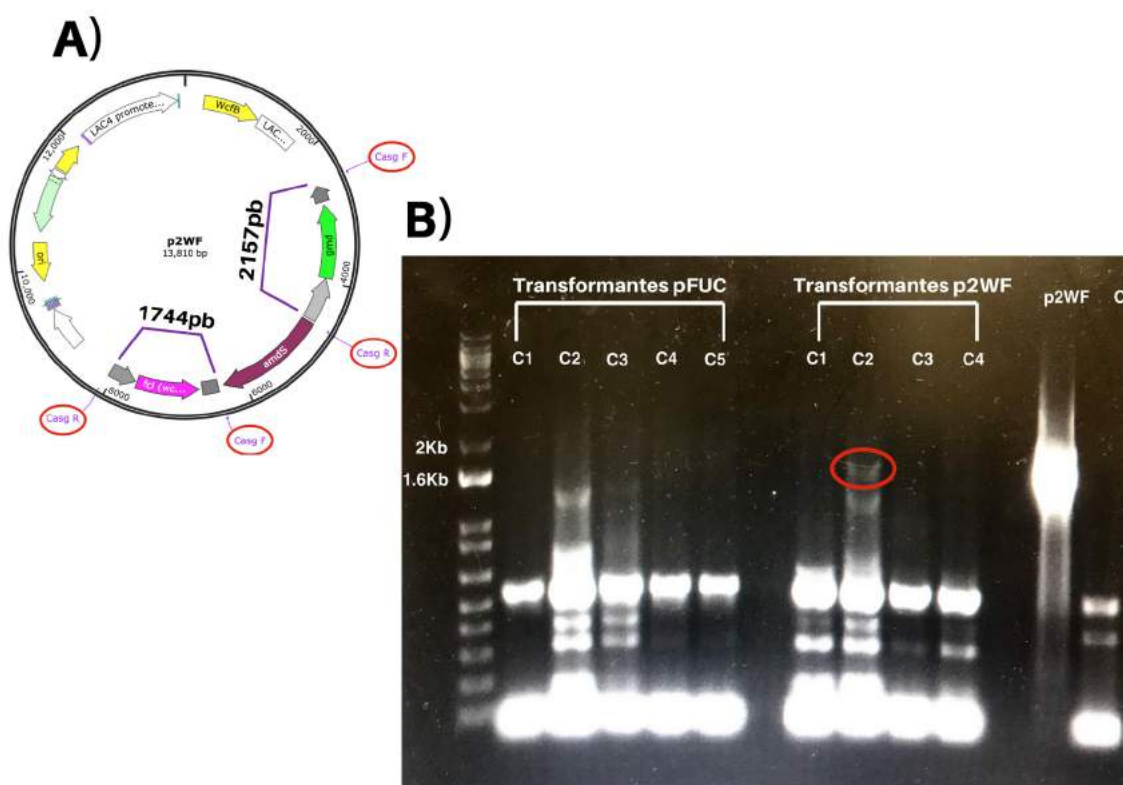 A)
LAC4 promote...
WcfB
LAC...
2000
Casg F
12,000
2157pb
gmd
p2WF
13,810 bp
ori
10,000
1744pb
Casg R
amdS
fcl (wc...
8000
6000
Casg R
Casg F
B)
Transformantes pFUC
Transformantes p2WF
p2WF
C
C1 C2 C3 C4 C5
C1 C2 C3 C4
2Kb
1.6Kb